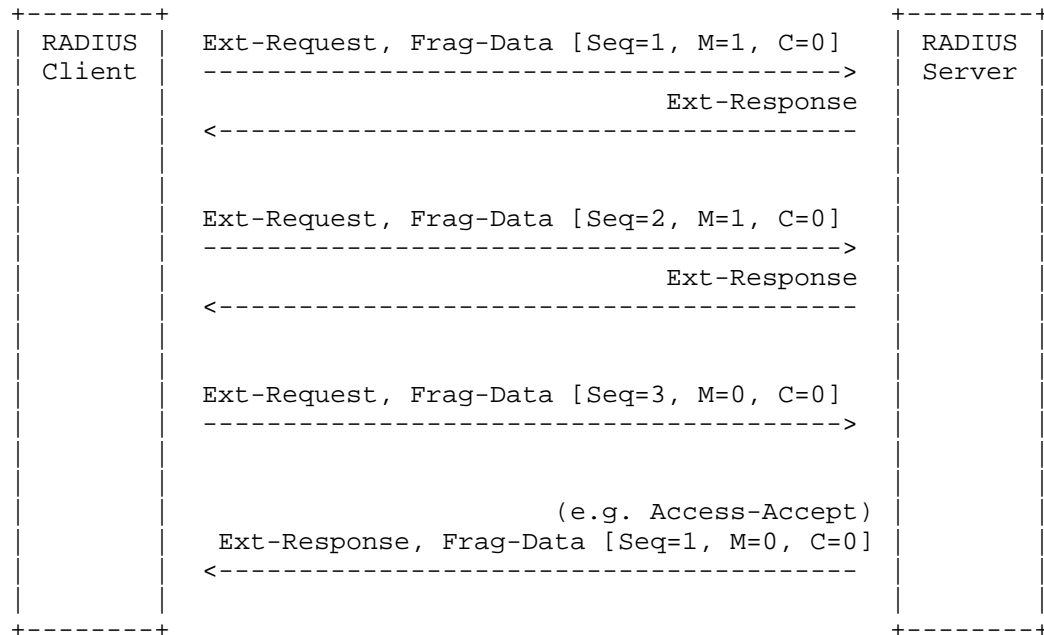 RADIUS Ext-Request, Frag-Data [Seq=1, M=1, C=0] RADIUS
Client Server
Ext-Response
Ext-Request, Frag-Data [Seq=2, M=1, C=0]
Ext-Response
Ext-Request, Frag-Data [Seq=3, M=0, C=0]
(e.g. Access-Accept)
Ext-Response, Frag-Data [Seq=1, M=0, C=0]